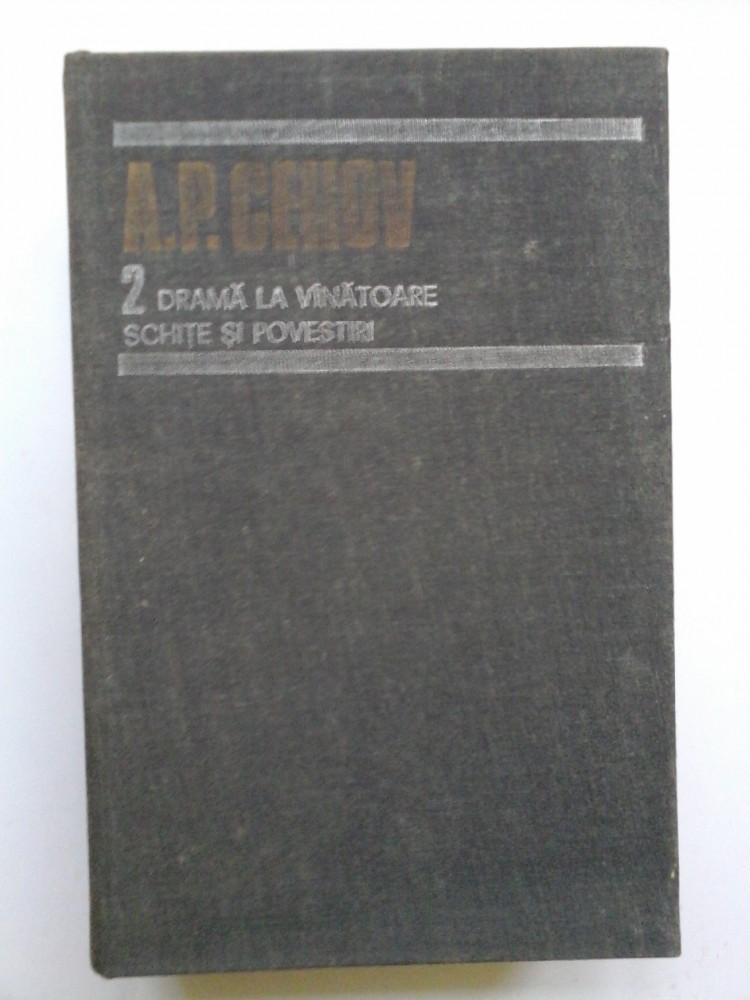 A.P. CEHOV
2 DRAMĂ LA VÎNĂTOARE
SCHIȚE ȘI POVESTIRI